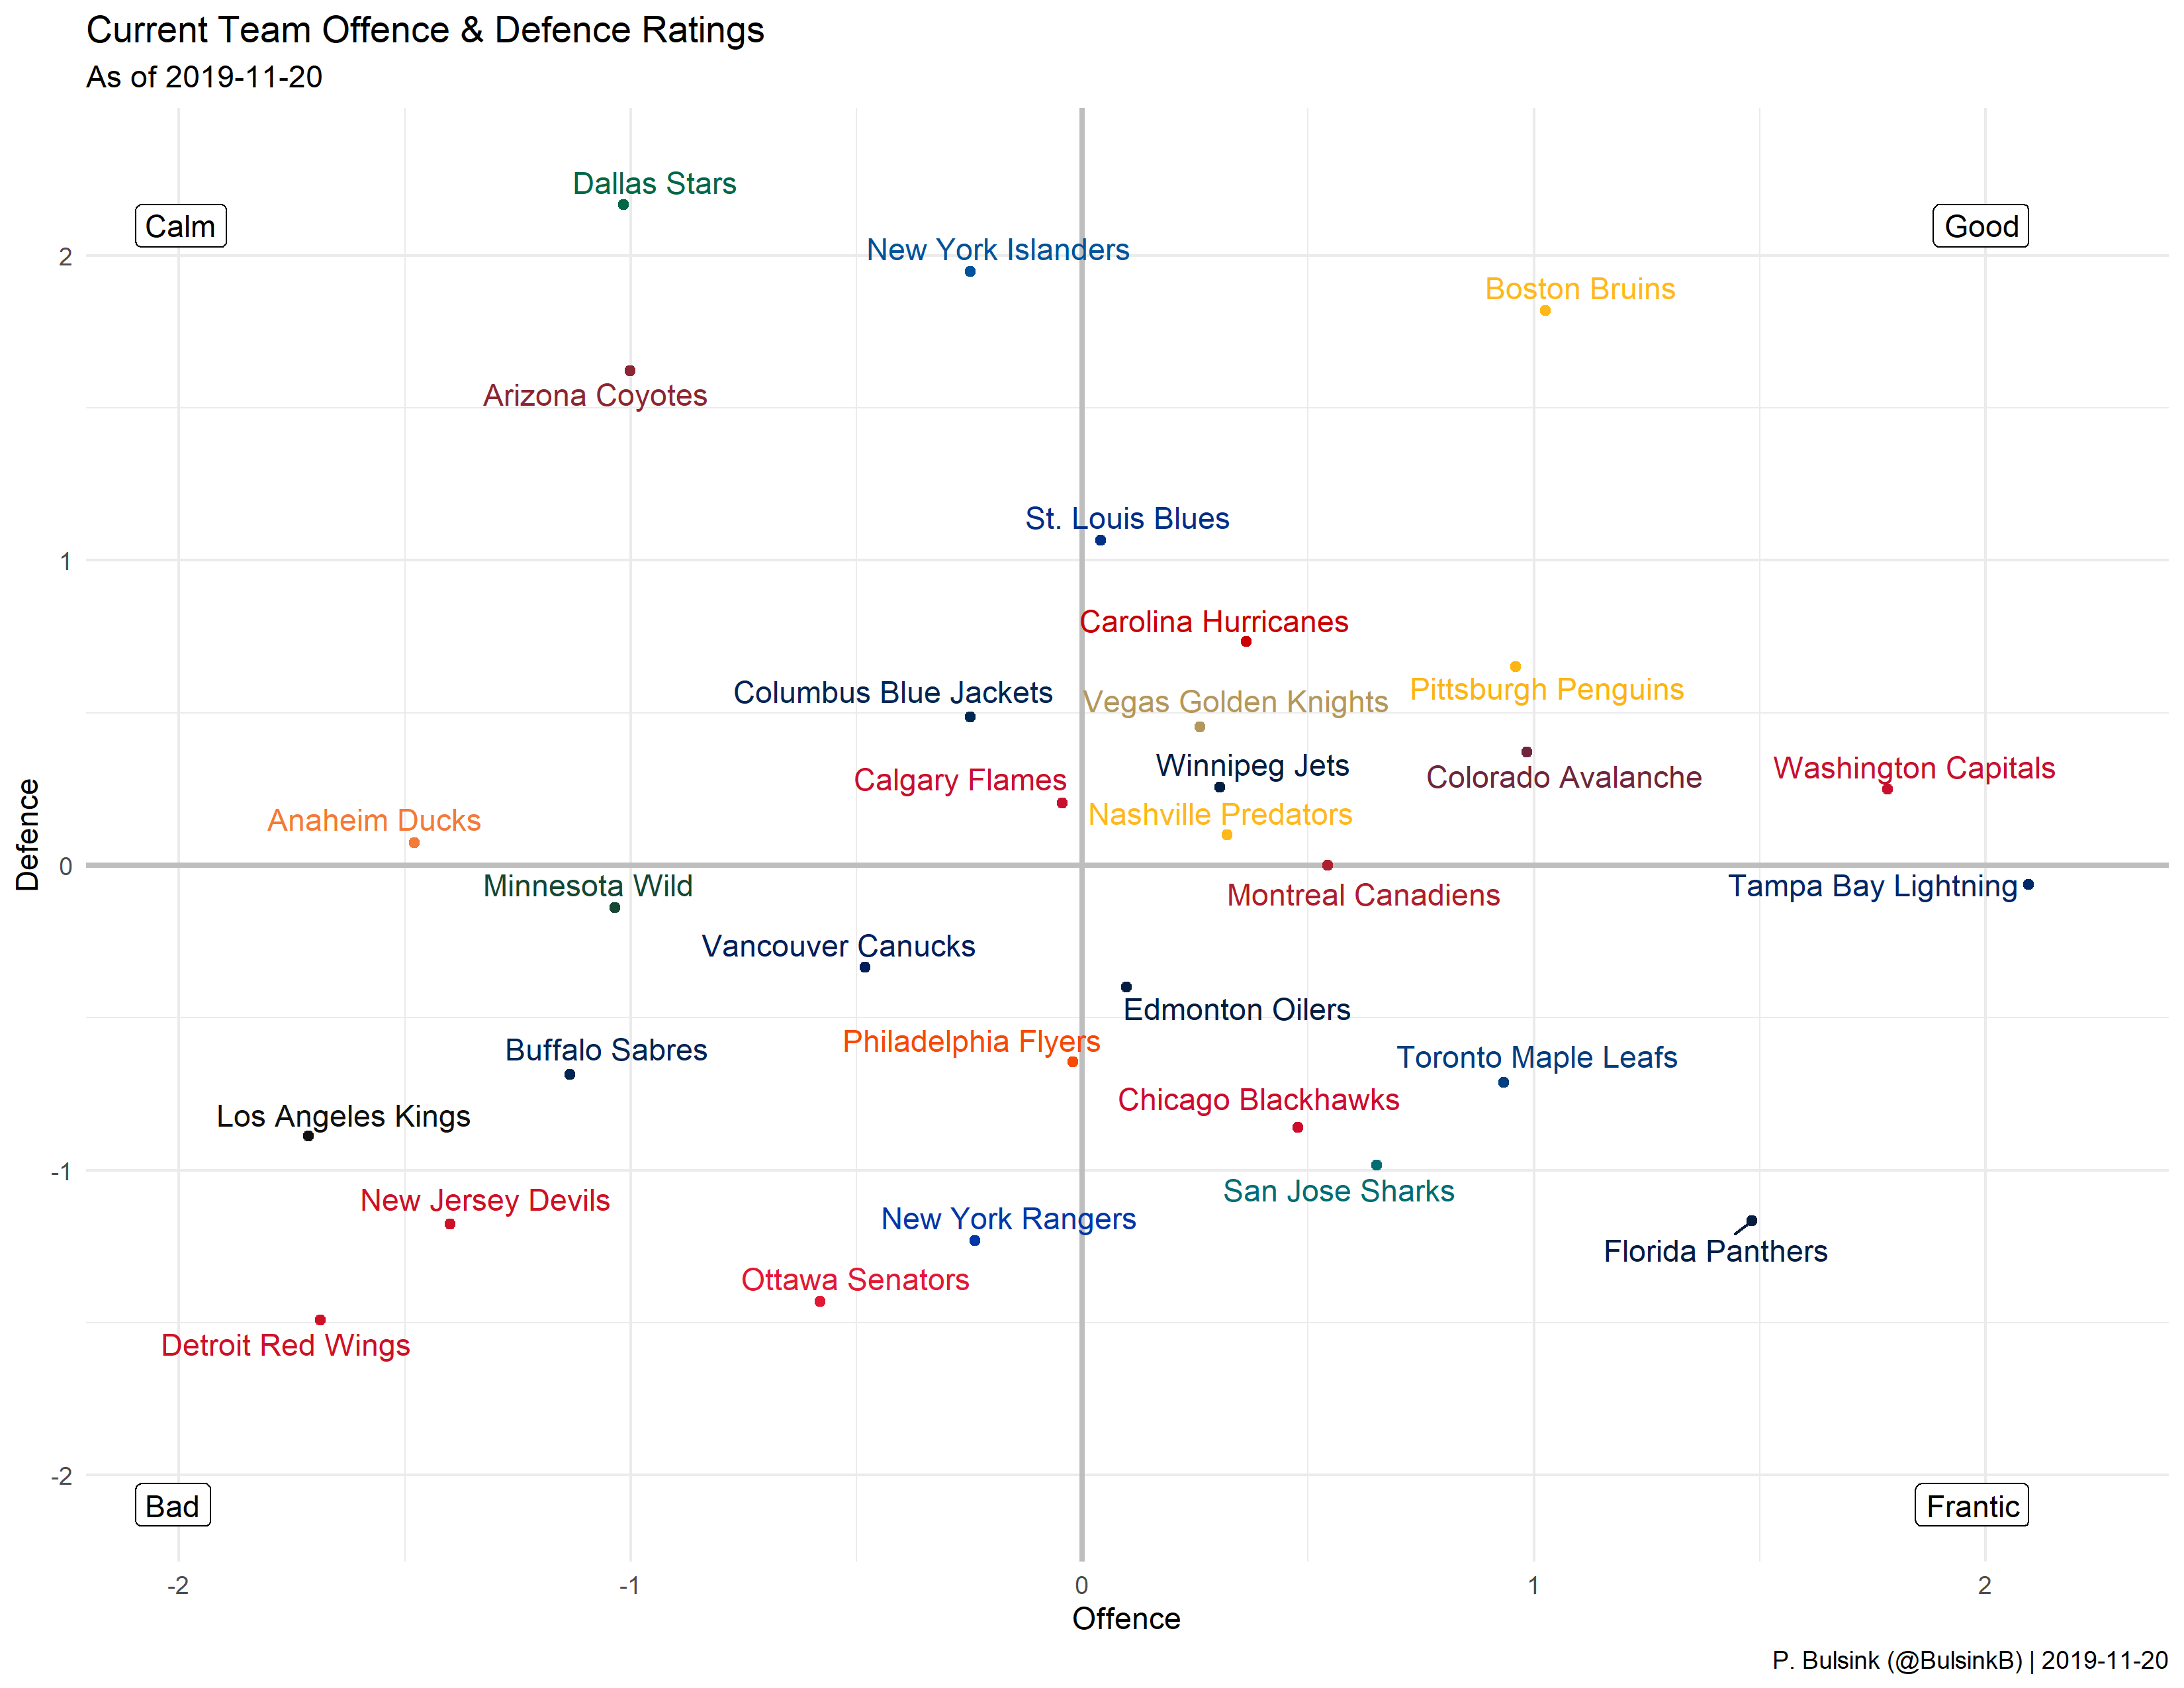 Current Team Offence & Defence Ratings
As of 2019-11-20
Dallas Stars
Calm
Good
New York Islanders
2
Boston Bruins
Arizona Coyotes
St. Louis Blues
1
Carolina Hurricanes
Columbus Blue Jackets
Pittsburgh Penguins
Vegas Golden Knights
Winnipeg Jets
Washington Capitals
Calgary Flames
Colorado Avalanche
Anaheim Ducks
Nashville Predators
Defence
0
Minnesota Wild
Tampa Bay Lightning
Montreal Canadiens
Vancouver Canucks
Edmonton Oilers
Philadelphia Flyers
Buffalo Sabres
Toronto Maple Leafs
Chicago Blackhawks
Los Angeles Kings
-1
San Jose Sharks
New Jersey Devils
New York Rangers
Florida Panthers
Ottawa Senators
Detroit Red Wings
-2
Bad
Frantic
-2
-1
0
1
2
Offence
P. Bulsink (@BulsinkB) | 2019-11-20